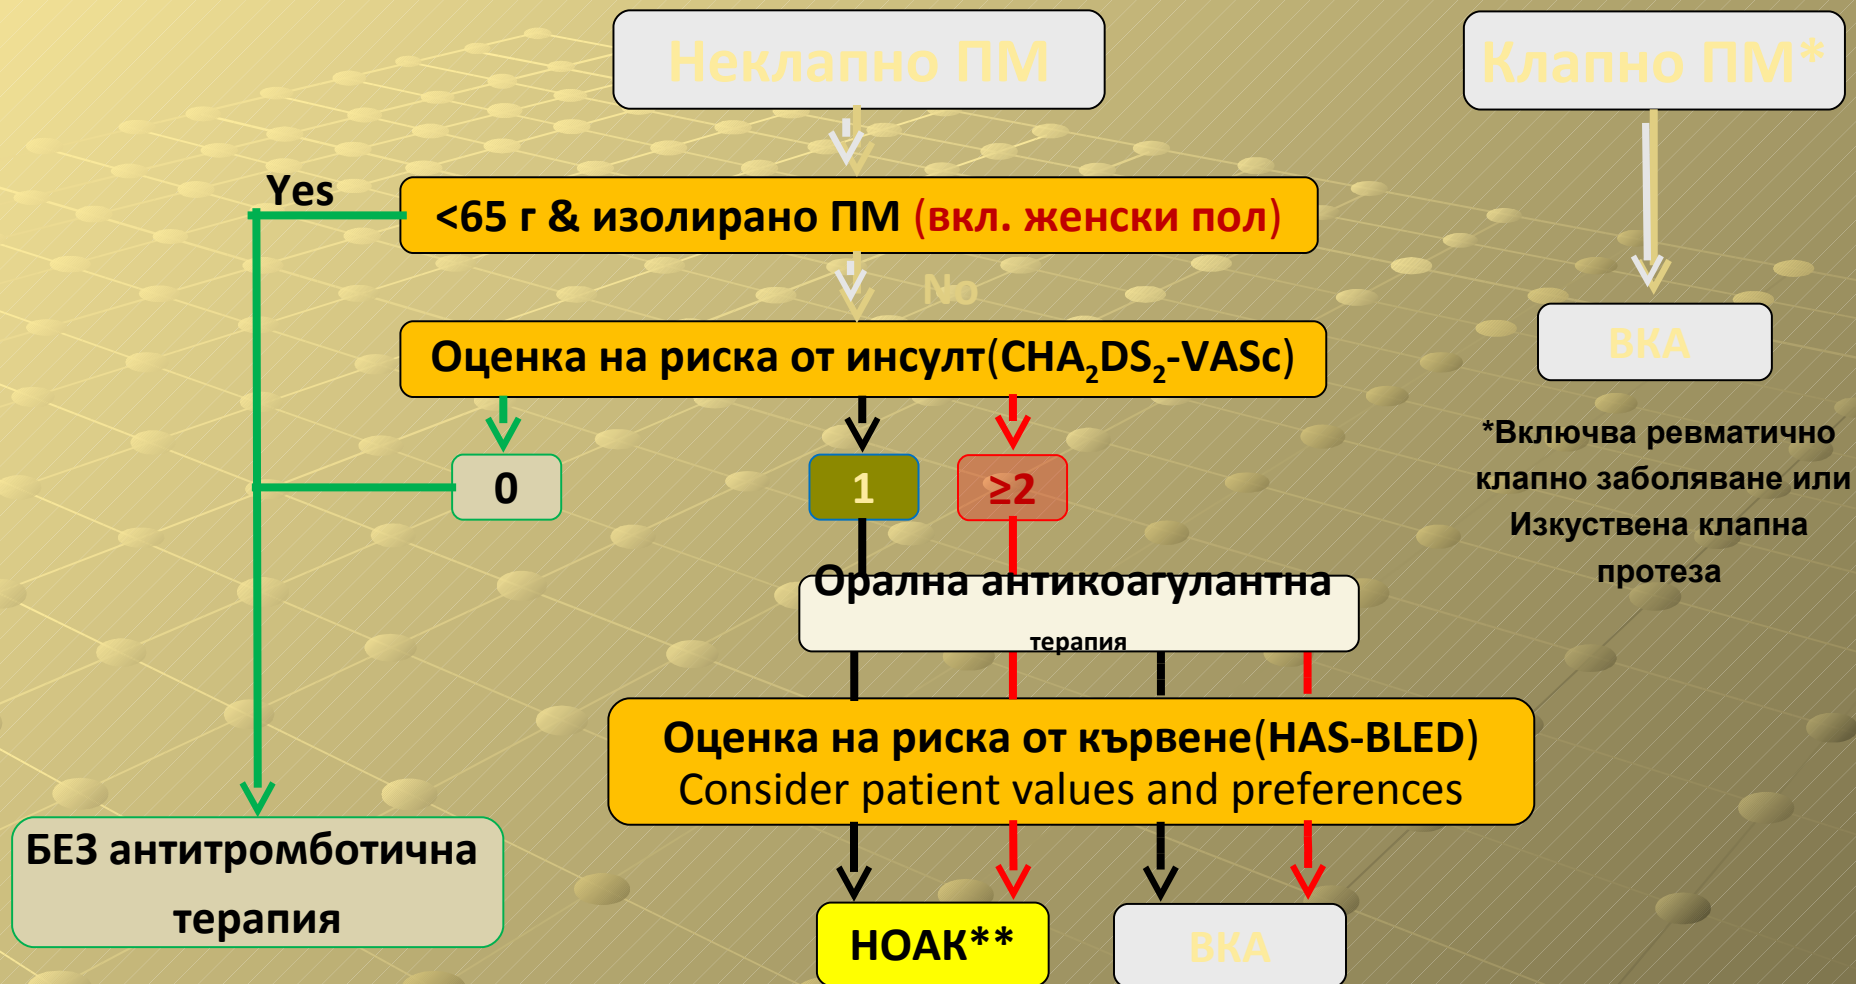 Неклапно ПМ
Клапно ПМ*
Yes
<65 г & изолирано ПМ (вкл. женски пол)
No
Оценка на риска от инсулт(CHA₂DS₂-VASc)
ВКА
0
1
≥2
*Включва ревматично
клапно заболяване или
Изкуствена клапна
протеза
Орална антикоагулантна
терапия
Оценка на риска от кървене(HAS-BLED)
Consider patient values and preferences
БЕЗ антитромботична
терапия
НОАК**
ВКА